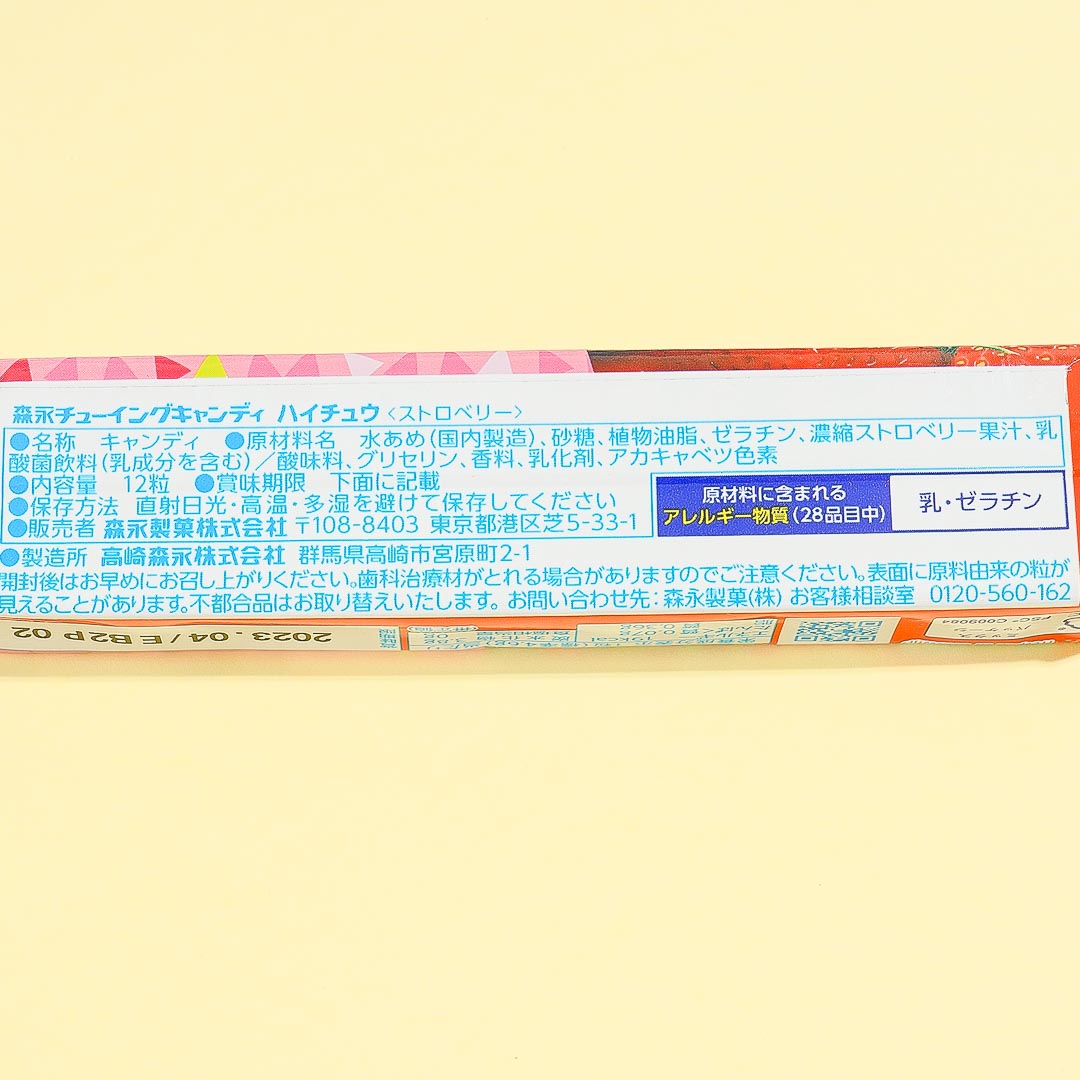 森永チューイングキャンディ ハイチュウ〈ストロベリー〉
●名称 キャンディ ●原材料名 水あめ(国内製造)、砂糖、植物油脂、ゼラチン、濃縮ストロベリー果汁、乳
酸菌飲料(乳成分を含む)／酸味料、グリセリン、香料、乳化剤、アカキャベツ色素
●内容量 12粒 ●賞味期限 下面に記載
●保存方法 直射日光・高温・多湿を避けて保存してください
●販売者 森永製菓株式会社 〒108-8403 東京都港区芝5-33-1
原材料に含まれる
アレルギー物質(28品目中)
乳・ゼラチン
●製造所 高崎森永株式会社 群馬県高崎市宮原町2-1
開封後はお早めにお召し上がりください。歯科治療材がとれる場合がありますのでご注意ください。表面に原料由来の粒が
見えることがあります。不都合品はお取り替えいたします。お問い合わせ先：森永製菓(株) お客様相談室 0120-560-162
2023.04/E B2P 02
賞味期限
ミックス
FSC® C009084